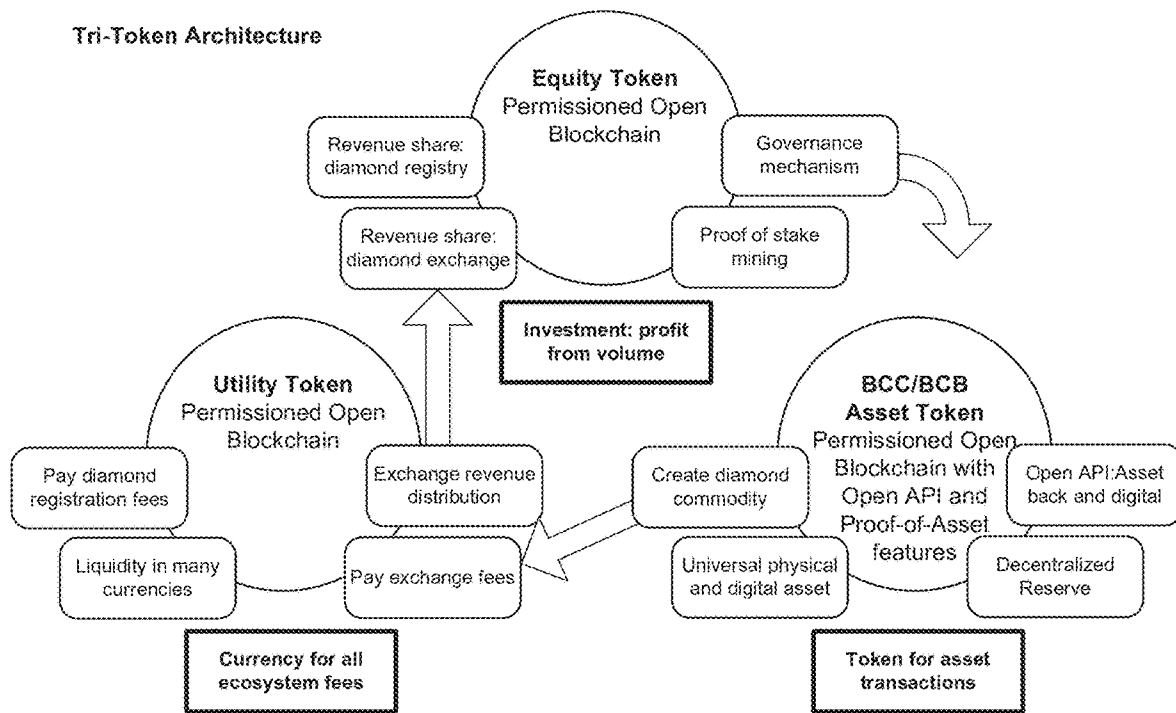 Tri-Token Architecture
Equity Token
Permissioned Open
Blockchain
Revenue share:
diamond registry
Governance
mechanism
Revenue share:
diamond exchange
Proof of stake
mining
Investment: profit
from volume
Utility Token
Permissioned Open
Blockchain
Pay diamond
registration fees
Exchange revenue
distribution
Liquidity in many
currencies
Pay exchange fees
Currency for all
ecosystem fees
BCC/BCB
Asset Token
Permissioned Open
Blockchain with
Open API and
Proof-of-Asset
features
Create diamond
commodity
Open API:Asset
back and digital
Universal physical
and digital asset
Decentralized
Reserve
Token for asset
transactions